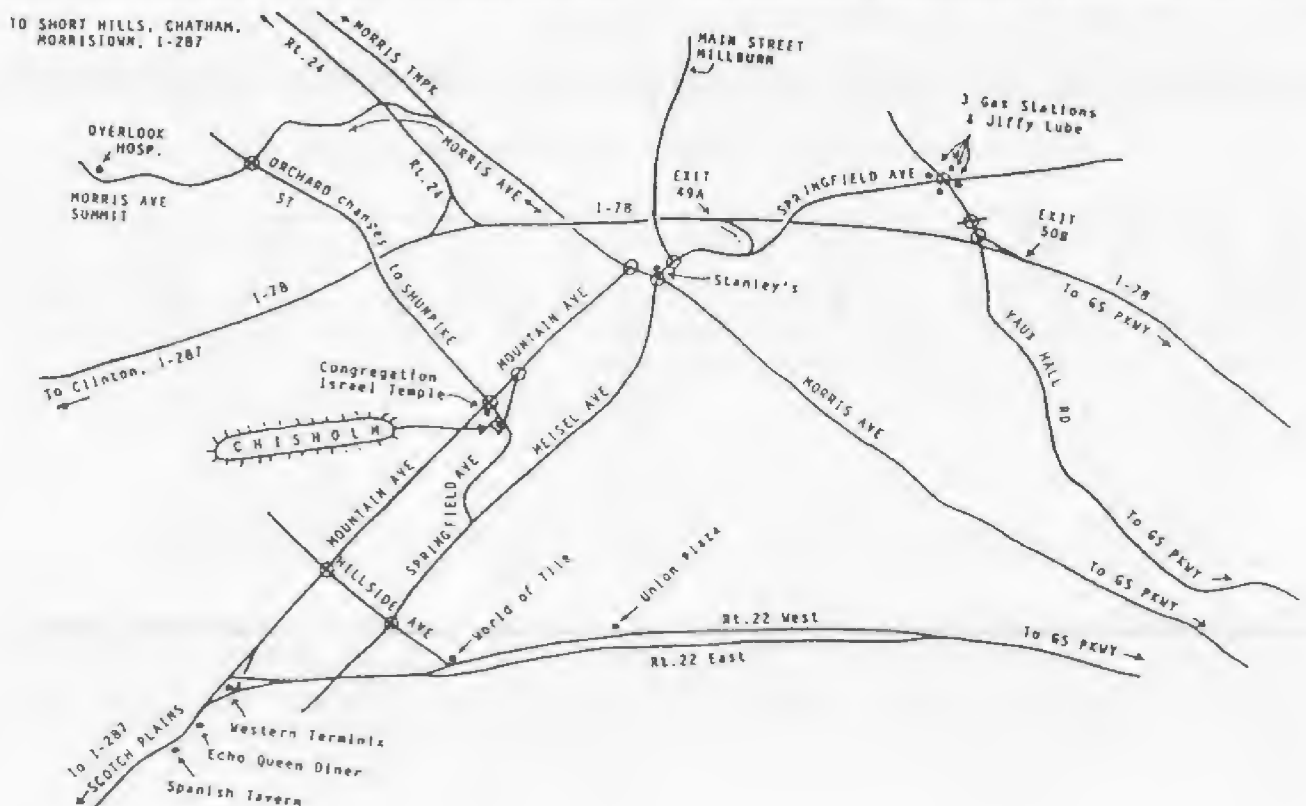 TO SHORT HILLS, CHATHAM,
MORRISTOWN, I-287
Rt.24
MORRIS TNPK
MAIN STREET
MILLBURN
3 Gas Stations
& Jiffy Lube
OVERLOOK
HOSP.
MORRIS AVE
SUMMIT
ORCHARD changes
ST
to SHUNPIKE
Rt.24
MORRIS AVE
I-78
EXIT
49A
SPRINGFIELD AVE
EXIT
50B
I-78
To GS PKWY
Stanley's
To Clinton, I-287
MOUNTAIN AVE
Congregation
Israel Temple
CHISHOLM
MEISEL AVE
MORRIS AVE
VAUX HALL RD
MOUNTAIN AVE
SPRINGFIELD AVE
HILLSIDE
AVE
World of Tile
Union Plaza
Rt.22 West
Rt.22 East
To GS PKWY
To GS PKWY
To GS PKWY
To I-287
SCOTCH PLAINS
Western Terminix
Echo Queen Diner
Spanish Tavern